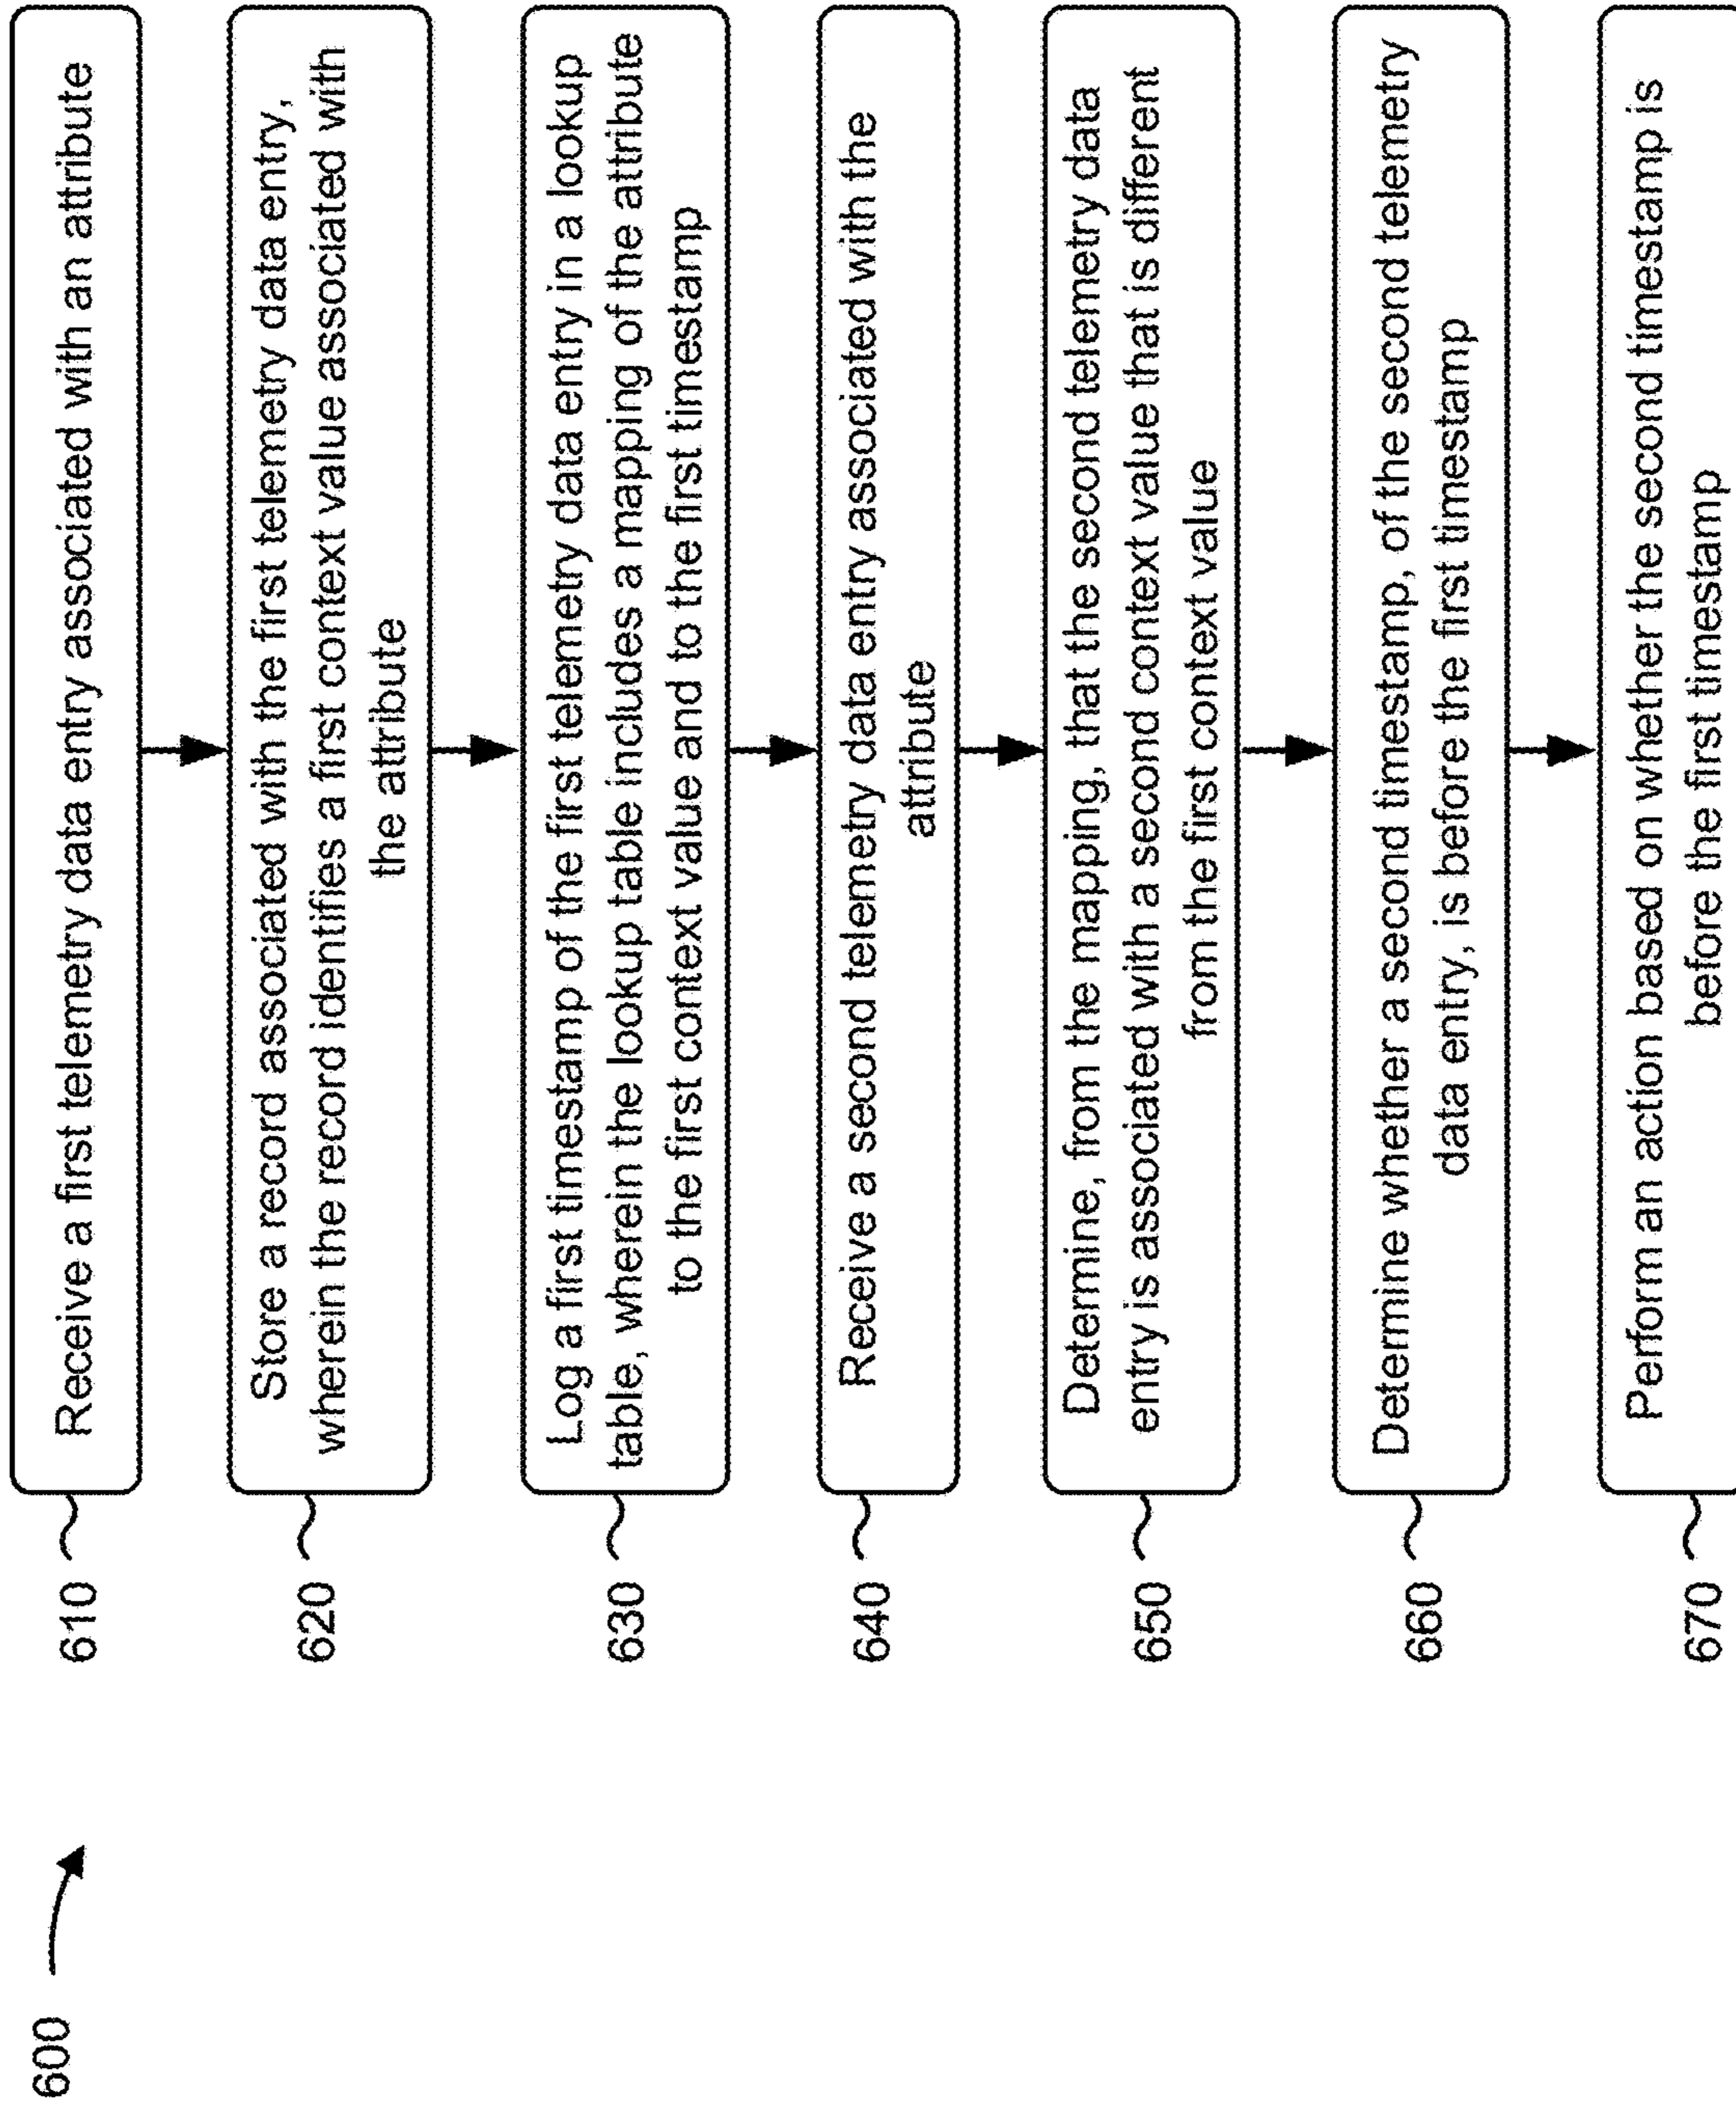 600
610
Receive a first telemetry data entry associated with an attribute
620
Store a record associated with the first telemetry data entry,
wherein the record identifies a first context value associated with
the attribute
630
Log a first timestamp of the first telemetry data entry in a lookup
table, wherein the lookup table includes a mapping of the attribute
to the first context value and to the first timestamp
640
Receive a second telemetry data entry associated with the
attribute
650
Determine, from the mapping, that the second telemetry data
entry is associated with a second context value that is different
from the first context value
660
Determine whether a second timestamp, of the second telemetry
data entry, is before the first timestamp
670
Perform an action based on whether the second timestamp is
before the first timestamp